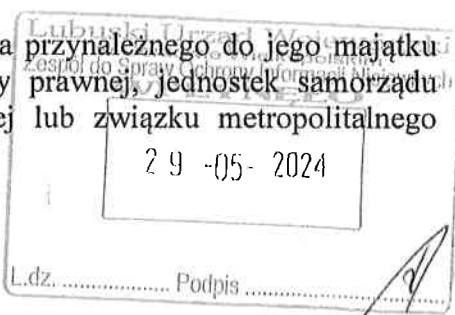 Lubuski Urząd Wojewódzki
a przynależnego do jego majątku
Zespół do Spraw Ochrony Informacji Niejawnych
y prawnej, jednostek samorządu
WPŁYNĘŁO
ej lub związku metropolitalnego
29 -05- 2024
L.dz. .................. Podpis ..................